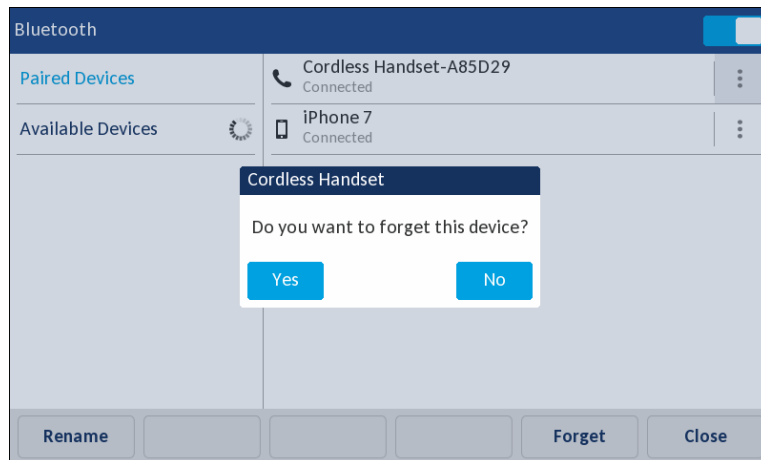 Bluetooth
Paired Devices
Available Devices
Cordless Handset-A85D29
Connected
iPhone 7
Connected
Cordless Handset
Do you want to forget this device?
Yes No
Rename Forget Close